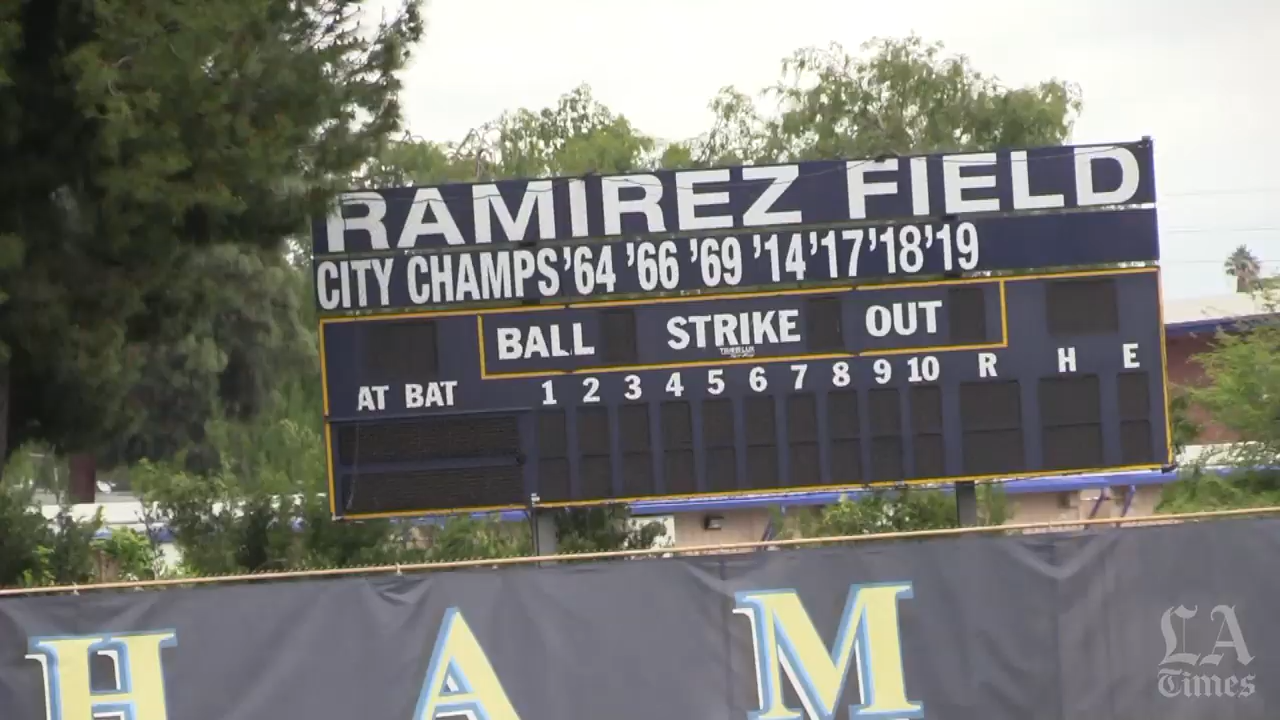 RAMIREZ FIELD
CITY CHAMPS '64 '66 '69 '14 '17 '18 '19
BALL STRIKE OUT
AT BAT 1 2 3 4 5 6 7 8 9 10 R H E
H A M
LA Times